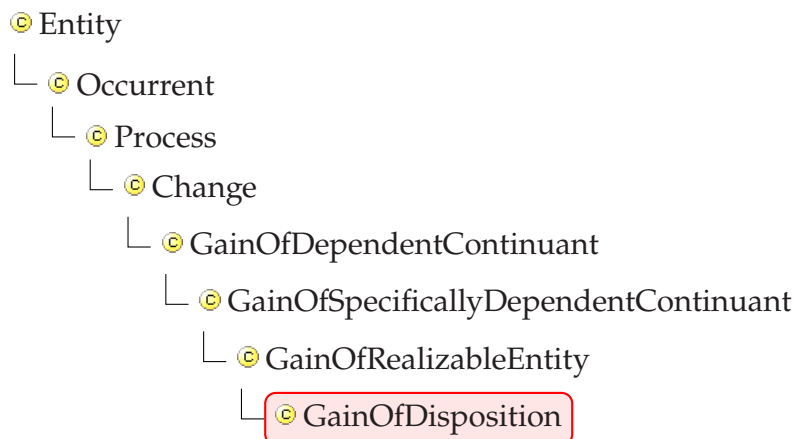 Entity
Occurrent
Process
Change
GainOfDependentContinuant
GainOfSpecificallyDependentContinuant
GainOfRealizableEntity
GainOfDisposition